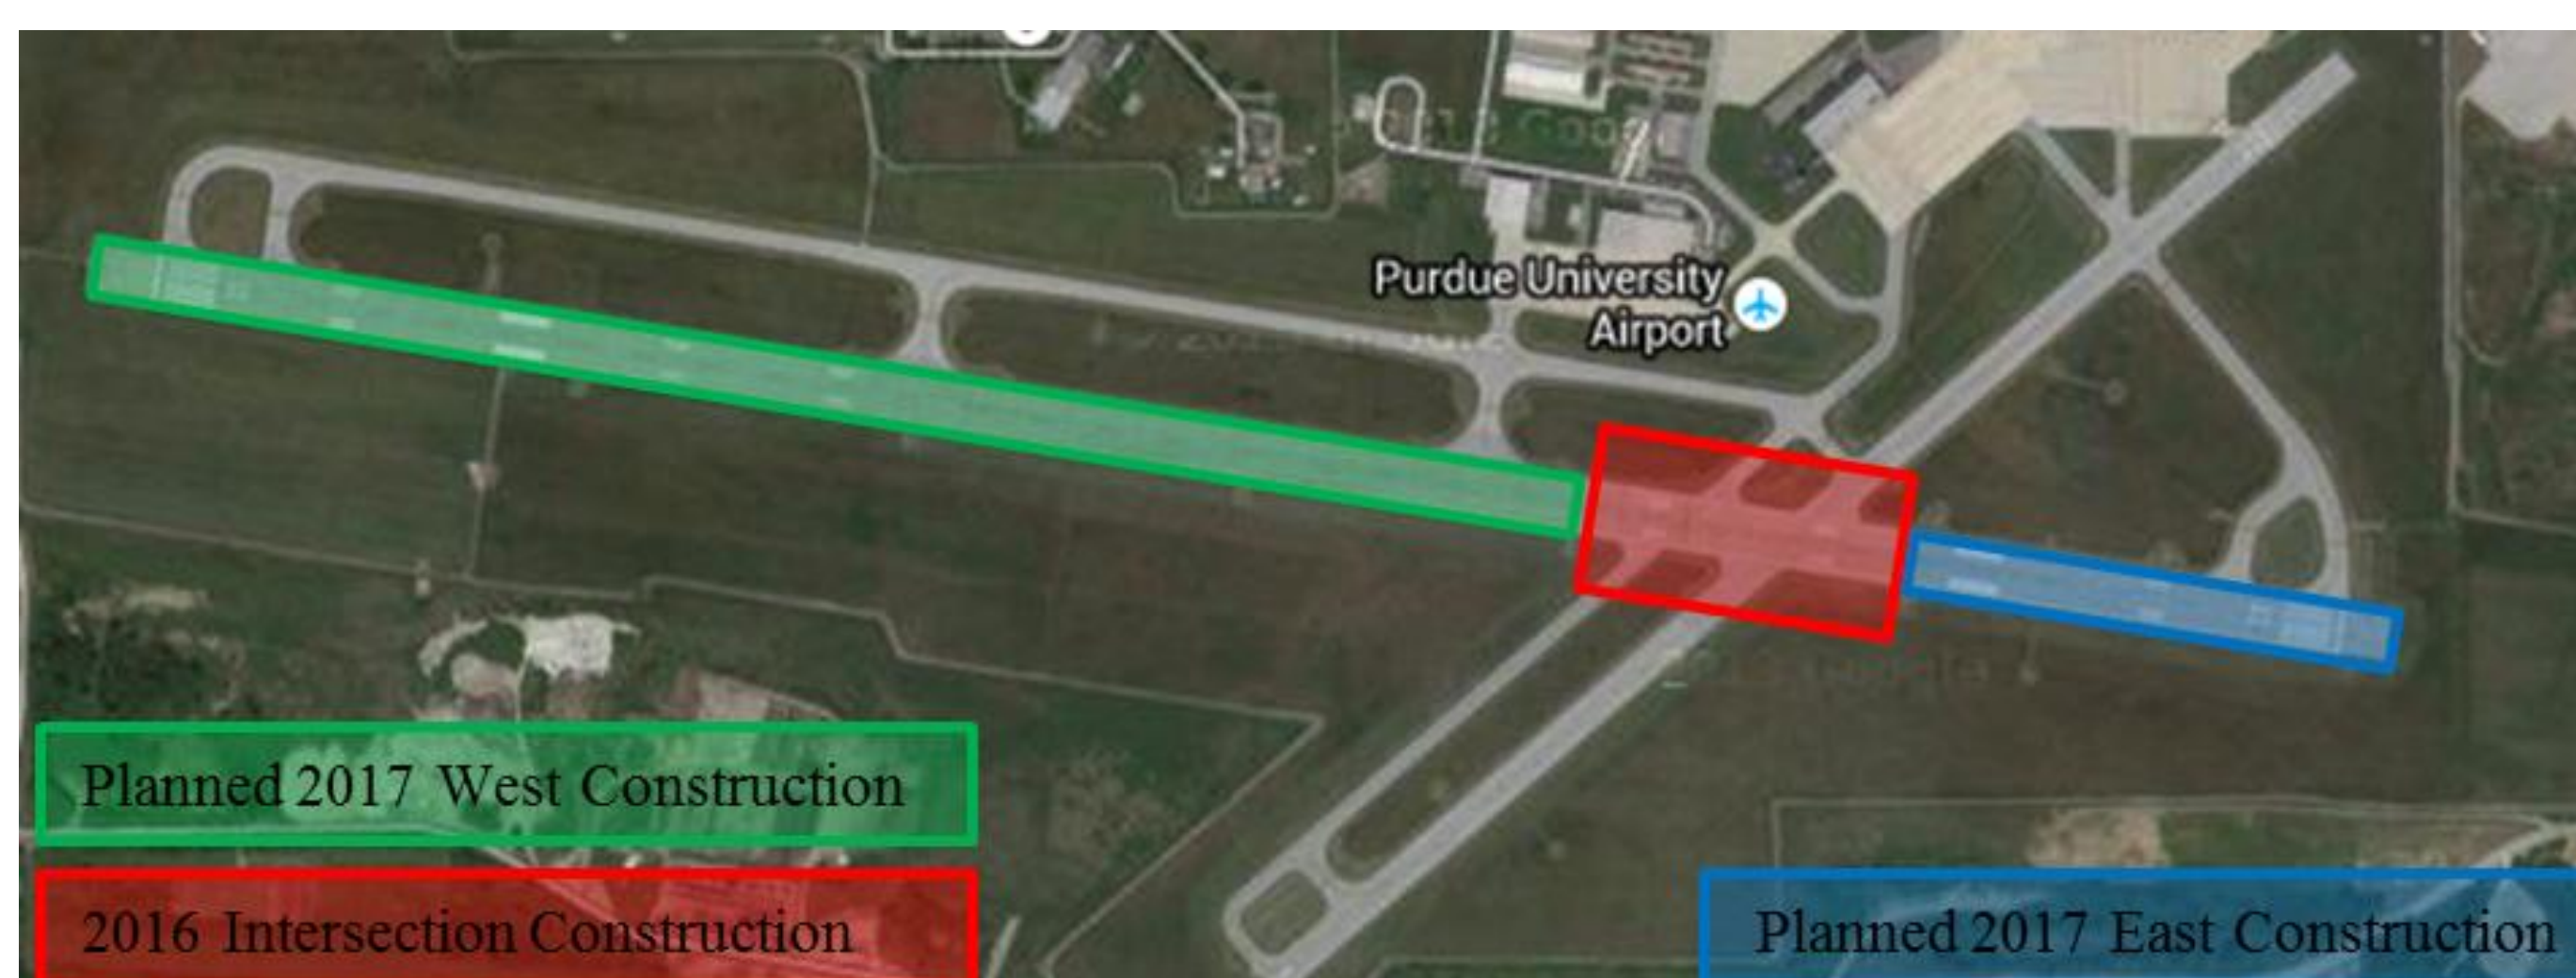 Purdue University
Airport
Planned 2017 West Construction
2016 Intersection Construction
Planned 2017 East Construction